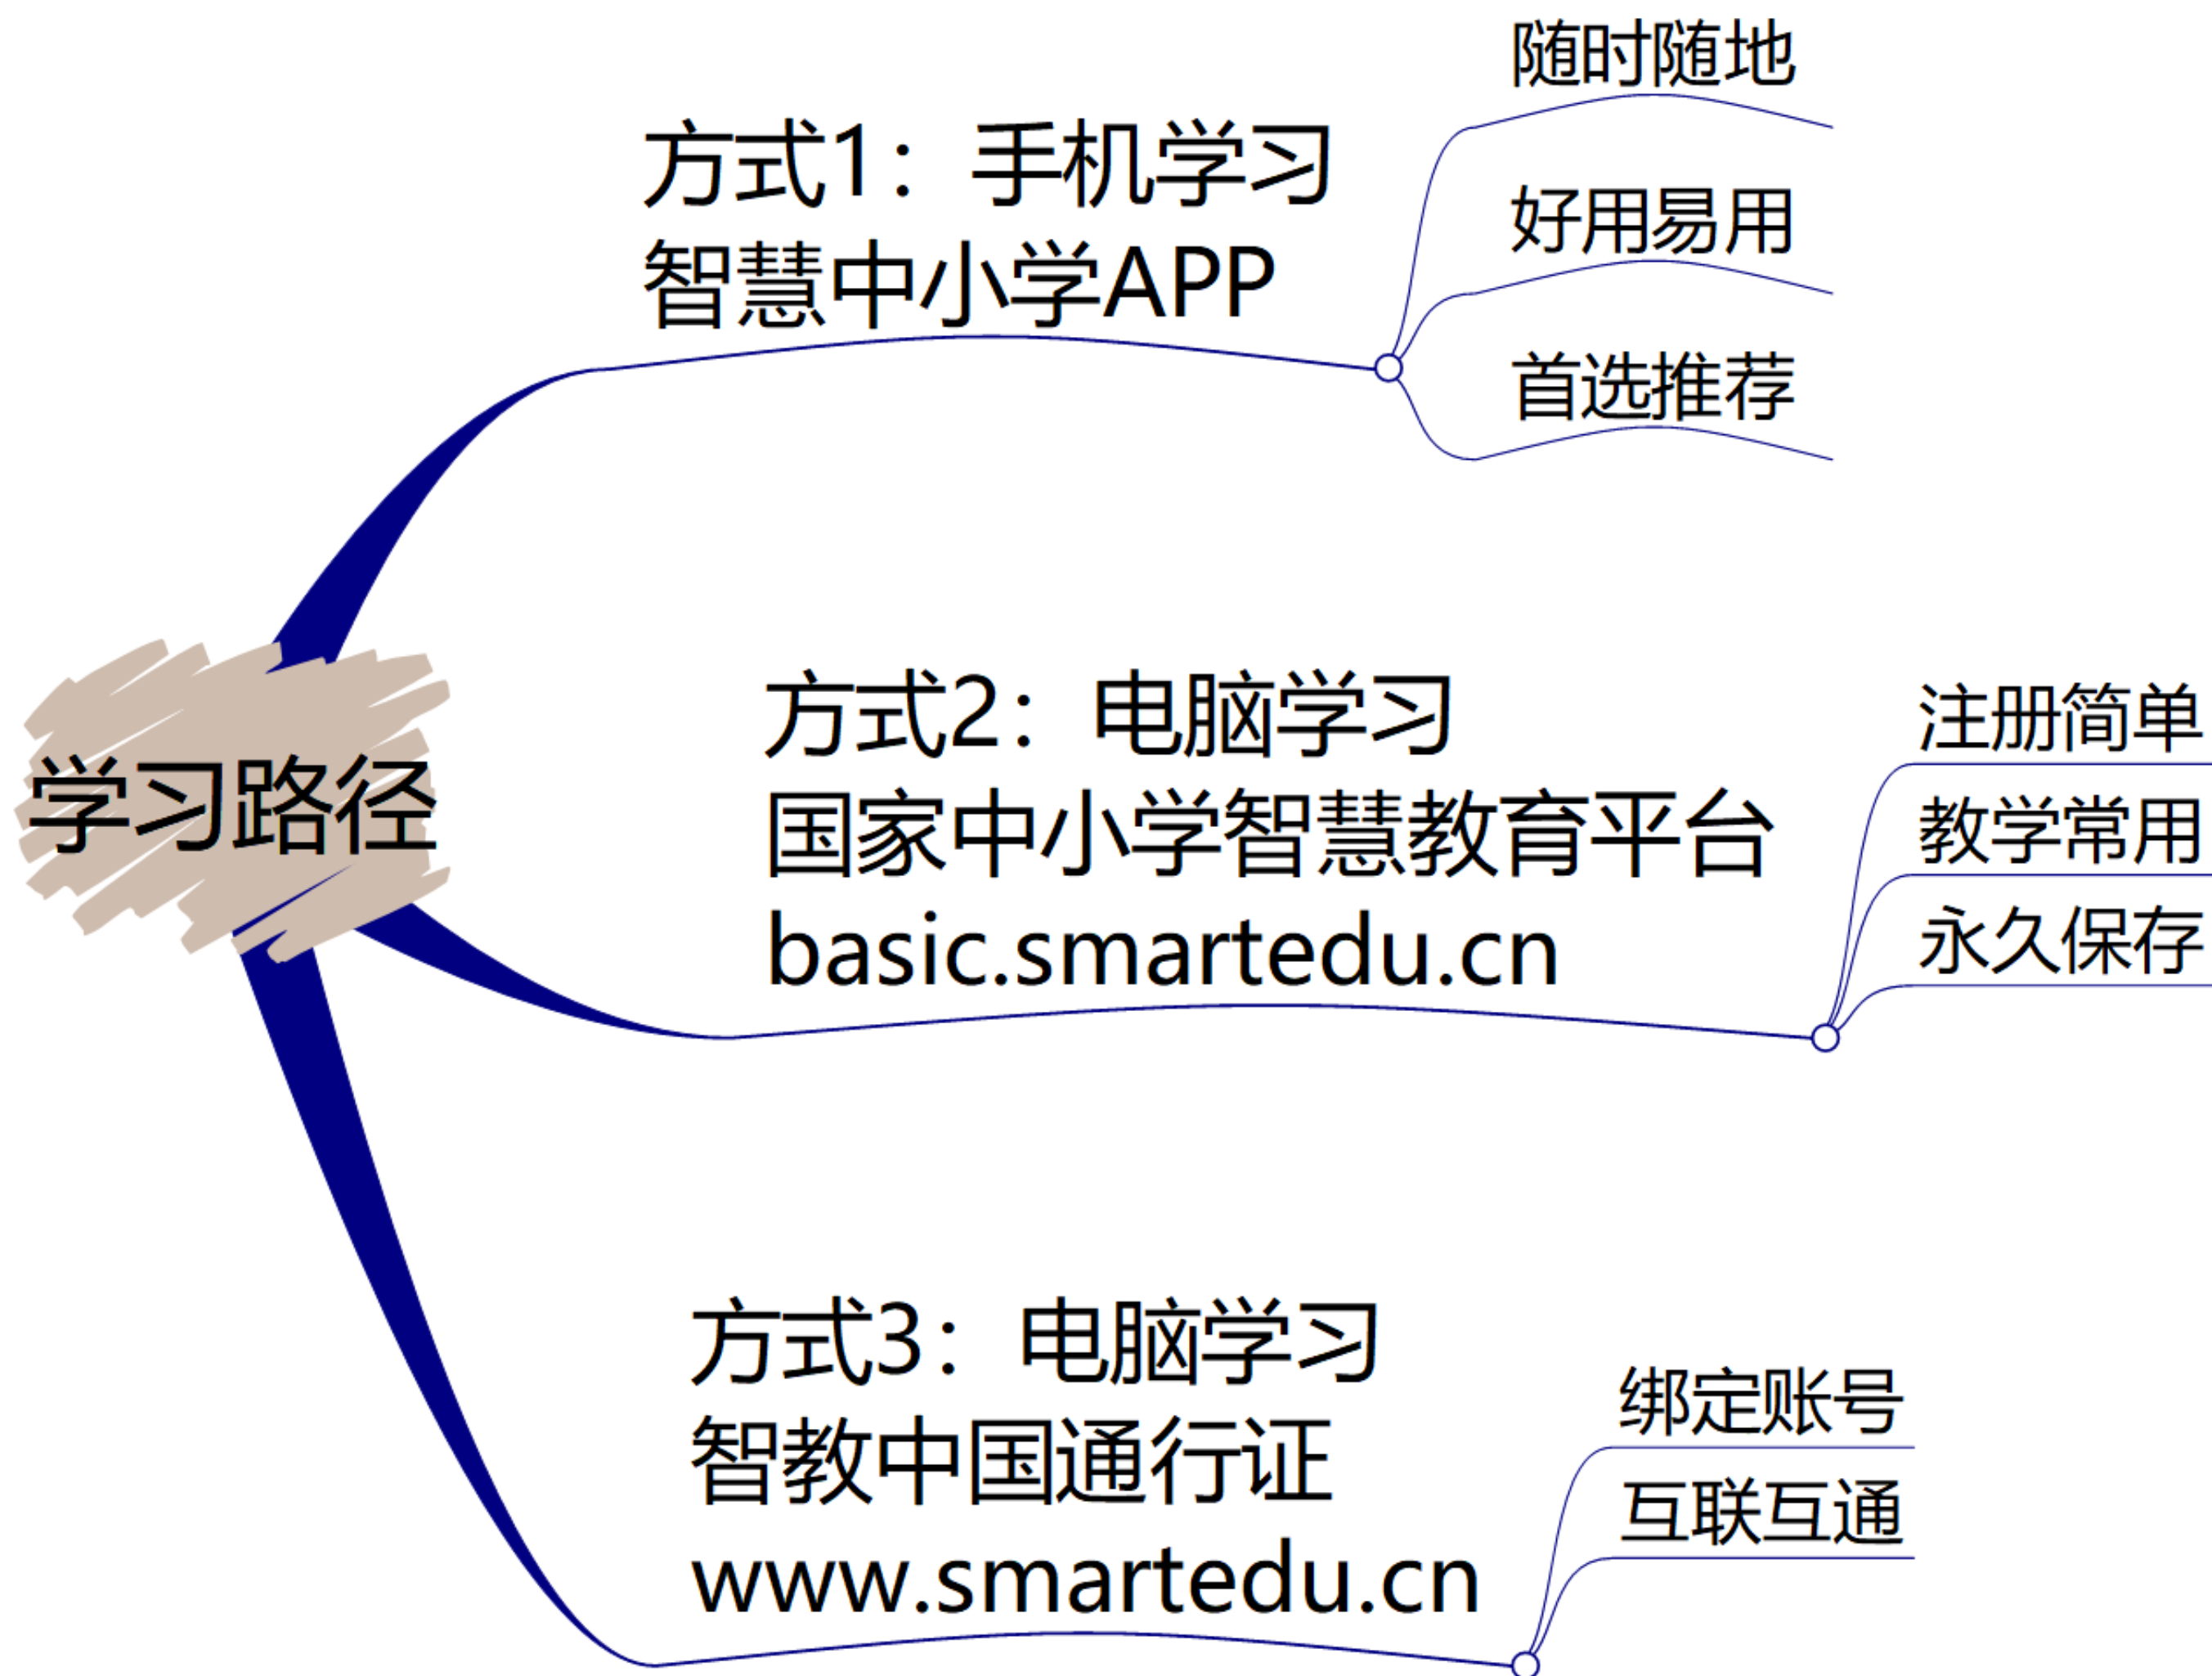 学习路径
方式1：手机学习
智慧中小学APP
随时随地
好用易用
首选推荐
方式2：电脑学习
国家中小学智慧教育平台
basic.smartedu.cn
注册简单
教学常用
永久保存
方式3：电脑学习
智教中国通行证
www.smartedu.cn
绑定账号
互联互通